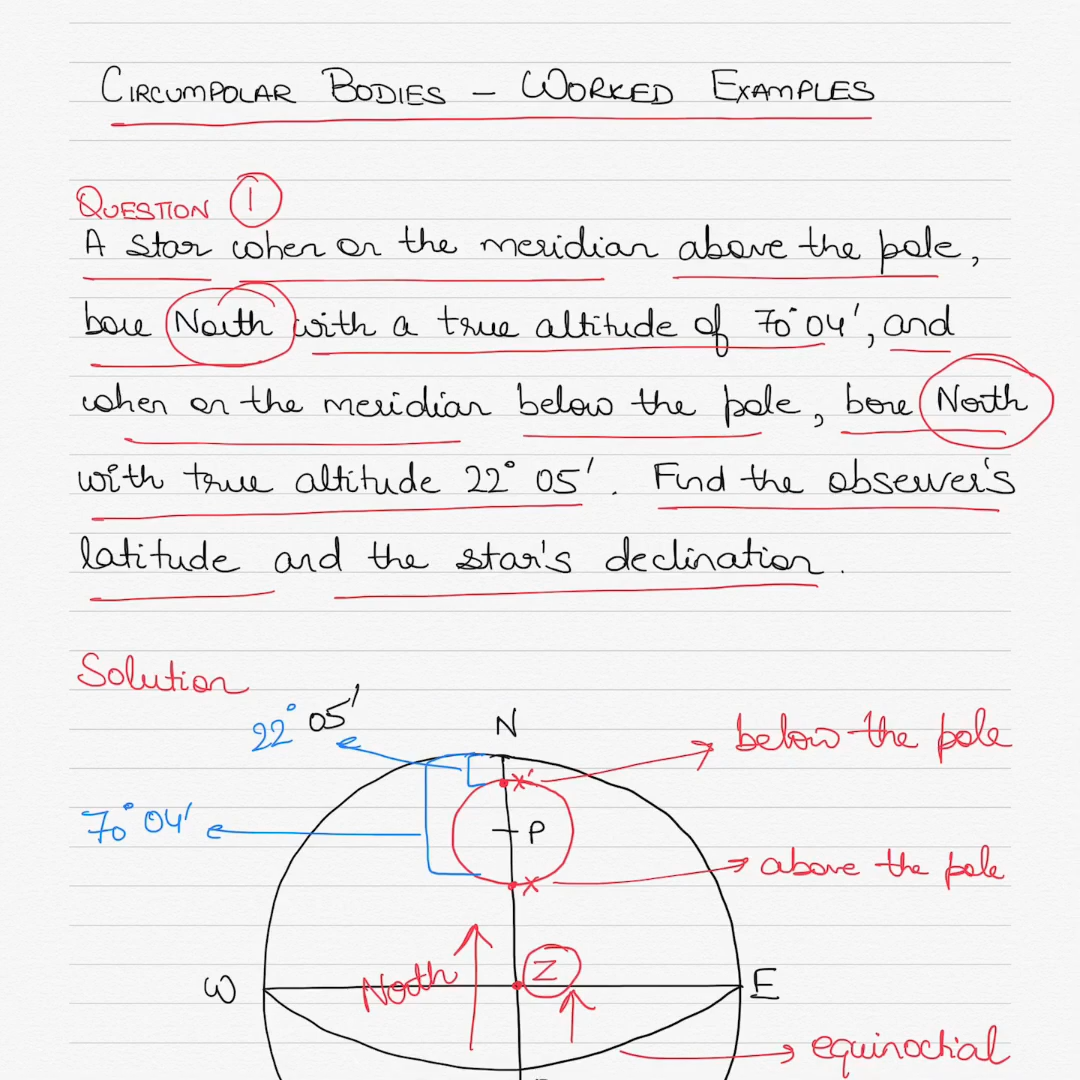 CIRCUMPOLAR BODIES – WORKED EXAMPLES
QUESTION 1
A star when on the meridian above the pole,
bore North with a true altitude of 70° 04', and
when on the meridian below the pole, bore North
with true altitude 22° 05'. Find the observer's
latitude and the star's declination.
Solution
22° 05'
N
below the pole
X'
70° 04'
P
above the pole
X
North
Z
W
E
equinoctial